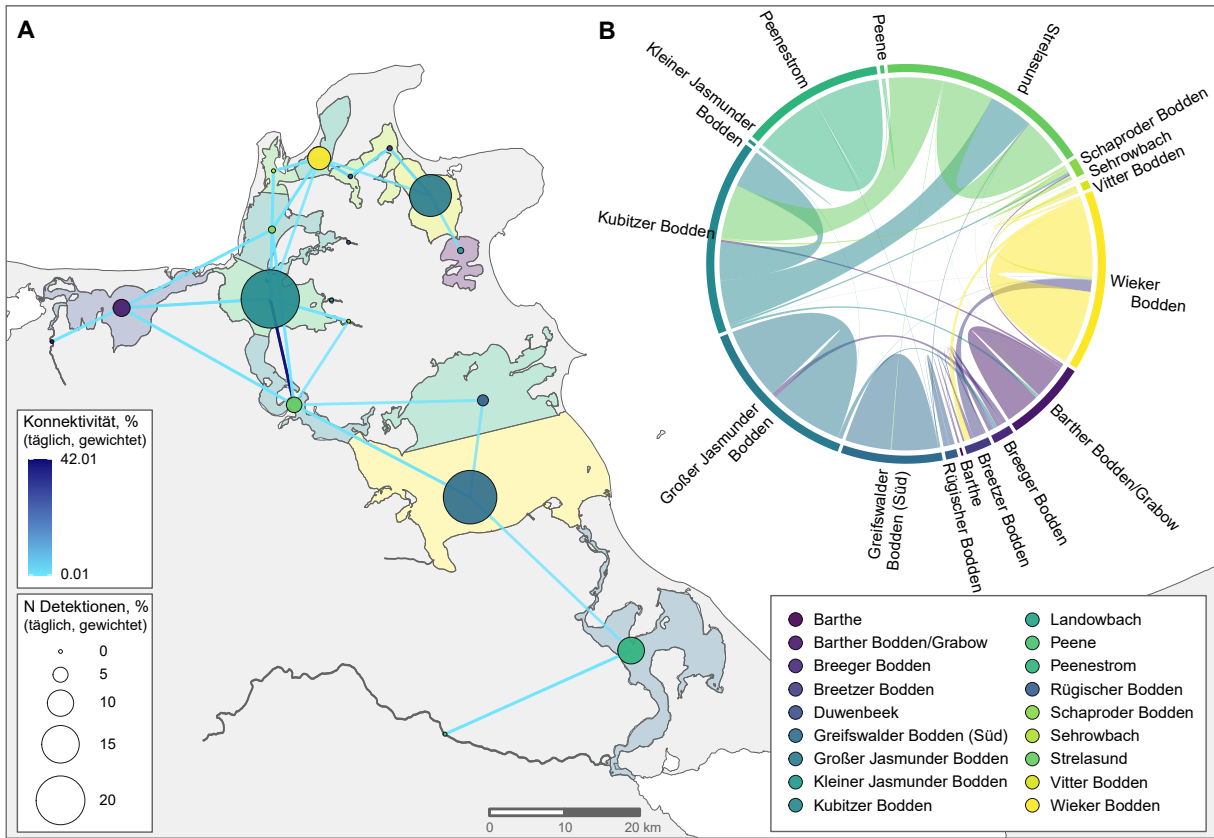 A
B
Konnektivität, %
(täglich, gewichtet)
42.01
0.01
N Detektionen, %
(täglich, gewichtet)
0
5
10
15
20
0
10
20 km
Kleiner Jasmunder
Bodden
Peenestrom
Peene
Strelasund
Schaproder Bodden
Sehrowbach
Vitter Bodden
Wieker
Bodden
Barther Bodden/Grabow
Breeger Bodden
Breetzer Bodden
Barthe
Rügischer Bodden
Greifswalder
Bodden (Süd)
Großer Jasmunder
Bodden
Kubitzer Bodden
Barthe
Barther Bodden/Grabow
Breeger Bodden
Breetzer Bodden
Duwenbeek
Greifswalder Bodden (Süd)
Großer Jasmunder Bodden
Kleiner Jasmunder Bodden
Kubitzer Bodden
Landowbach
Peene
Peenestrom
Rügischer Bodden
Schaproder Bodden
Sehrowbach
Strelasund
Vitter Bodden
Wieker Bodden